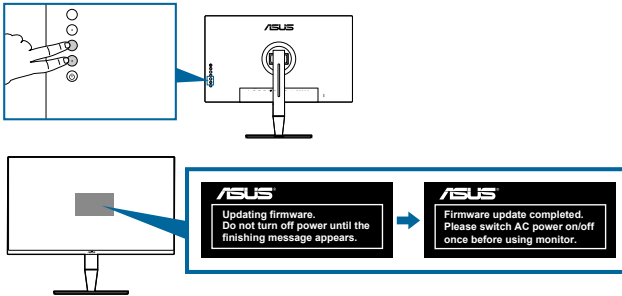 ASUS
ASUS
Updating firmware.
Do not turn off power until the
finishing message appears.
ASUS
Firmware update completed.
Please switch AC power on/off
once before using monitor.